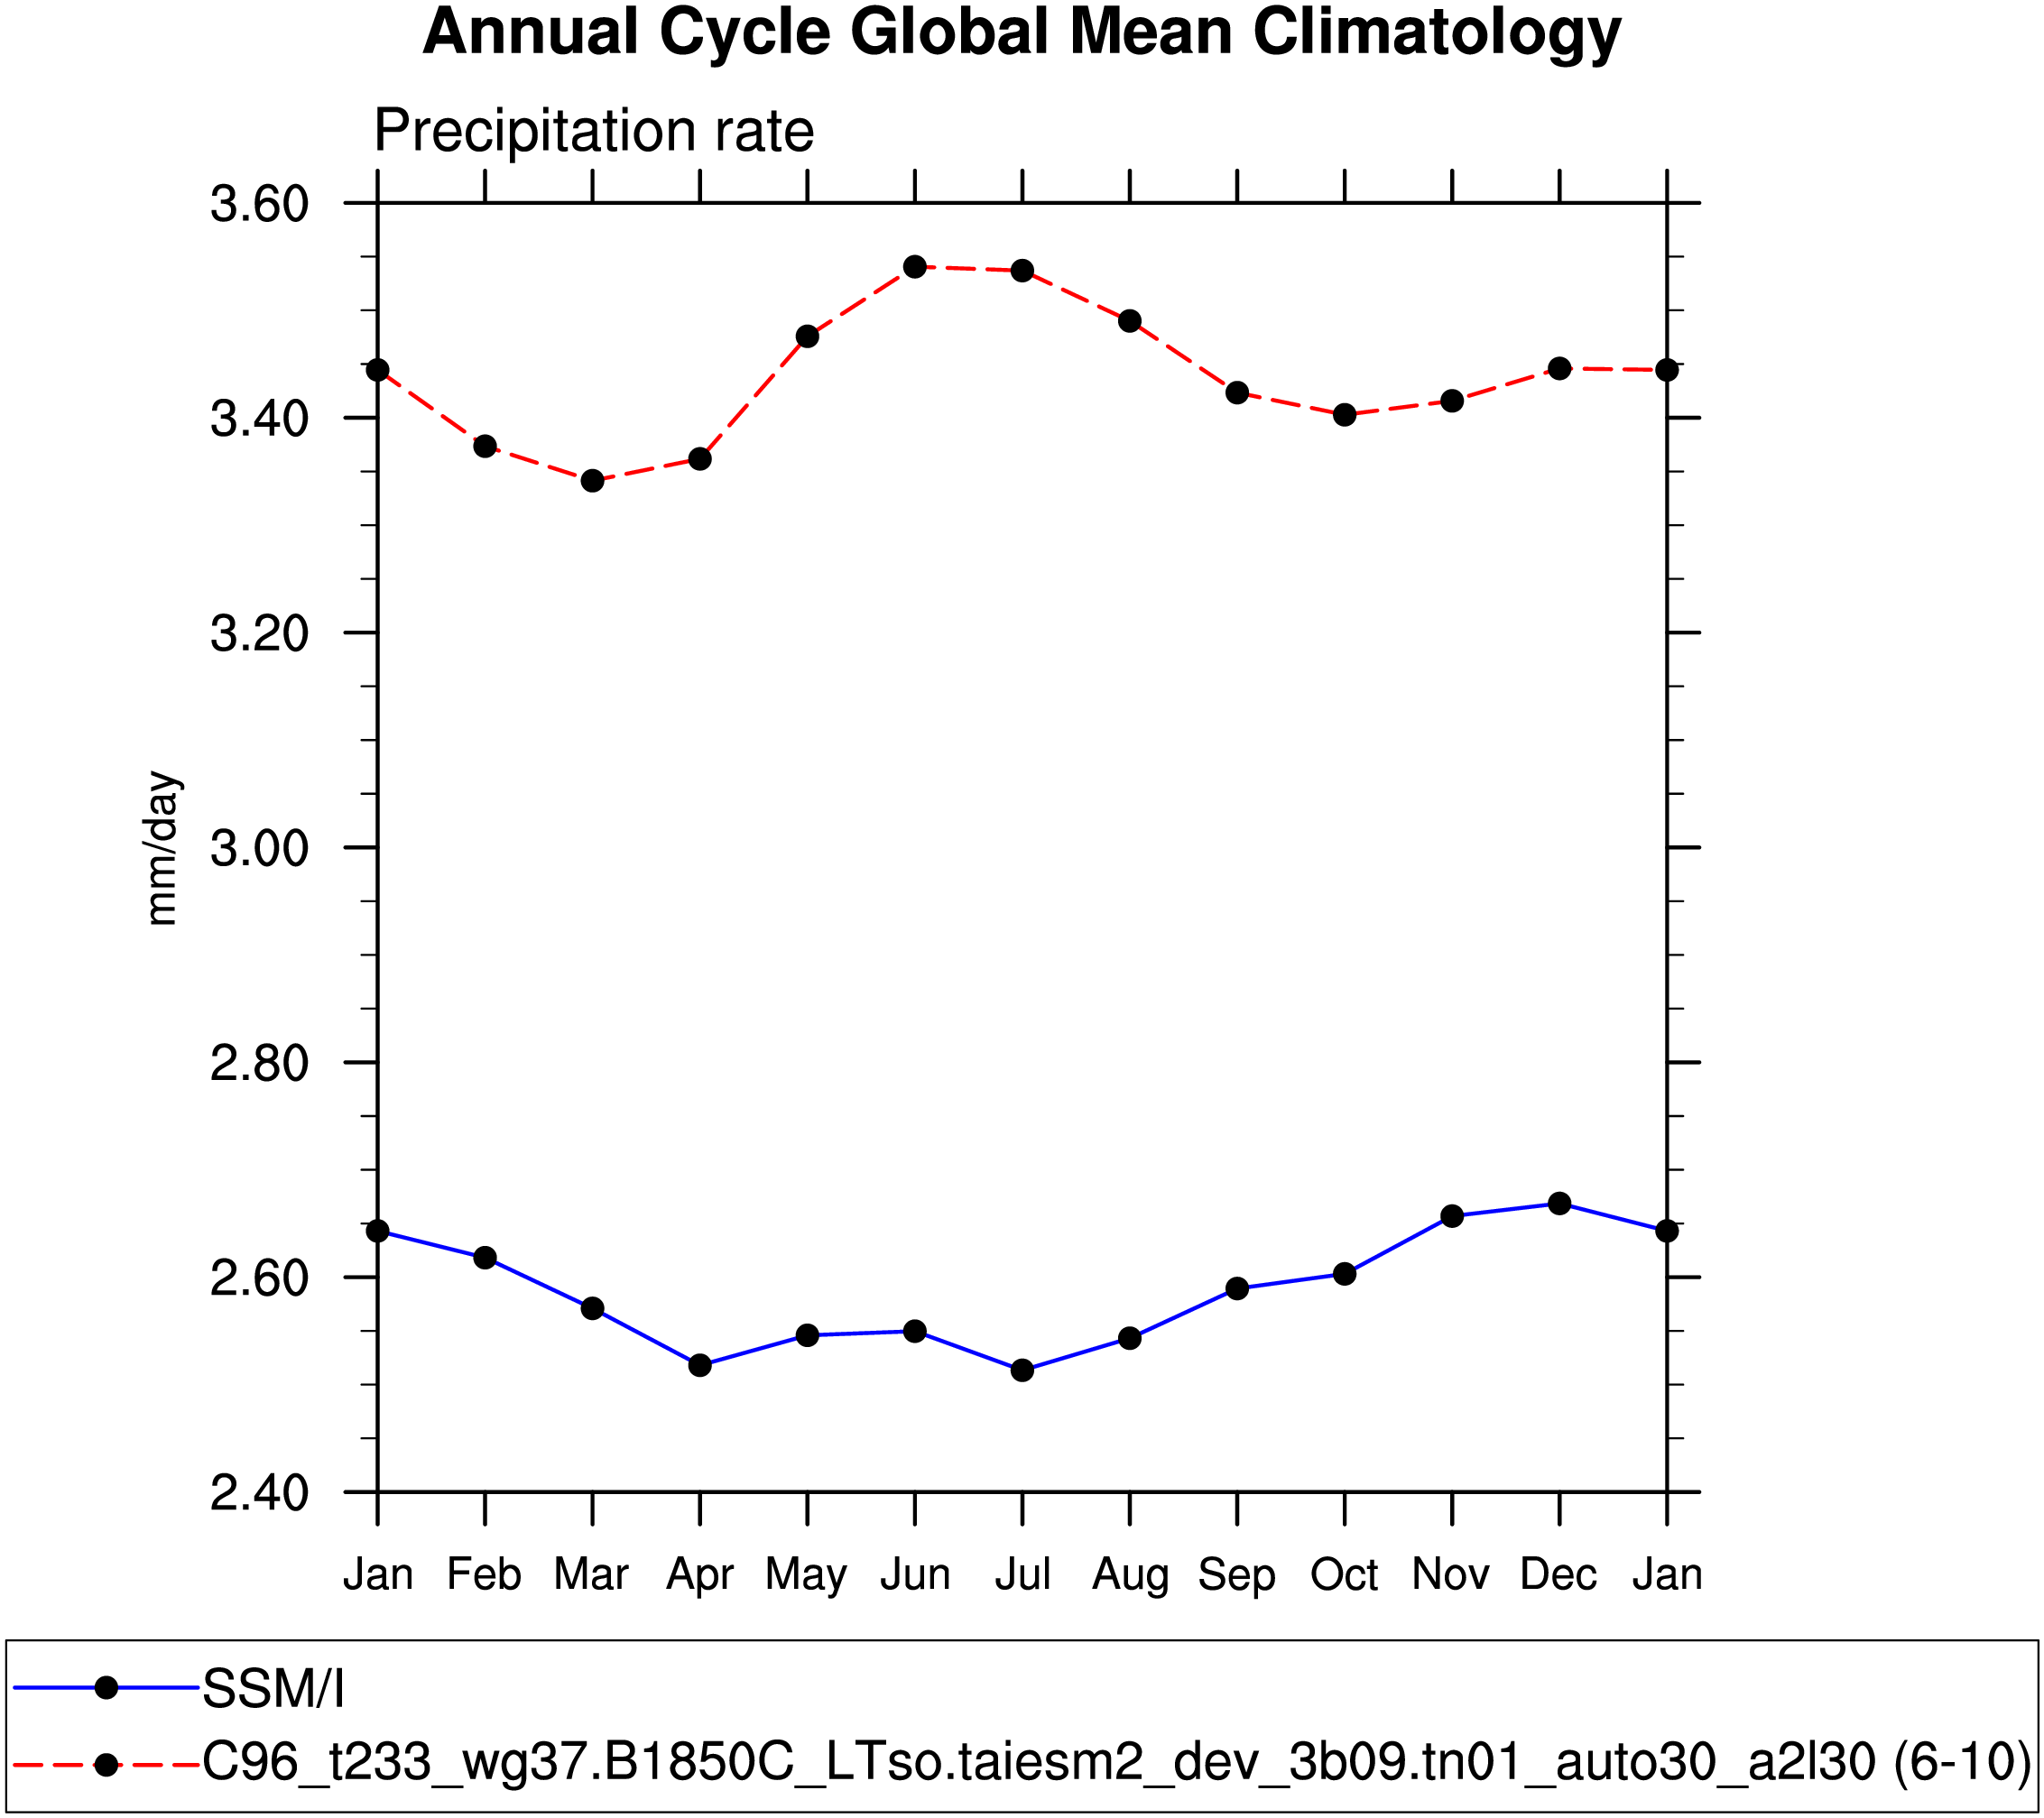 Annual Cycle Global Mean Climatology
Precipitation rate
3.60
3.40
3.20
3.00
2.80
2.60
2.40
mm/day
Jan Feb Mar Apr May Jun Jul Aug Sep Oct Nov Dec Jan
SSM/I
C96_t233_wg37.B1850C_LTso.taiesm2_dev_3b09.tn01_auto30_a2l30 (6-10)